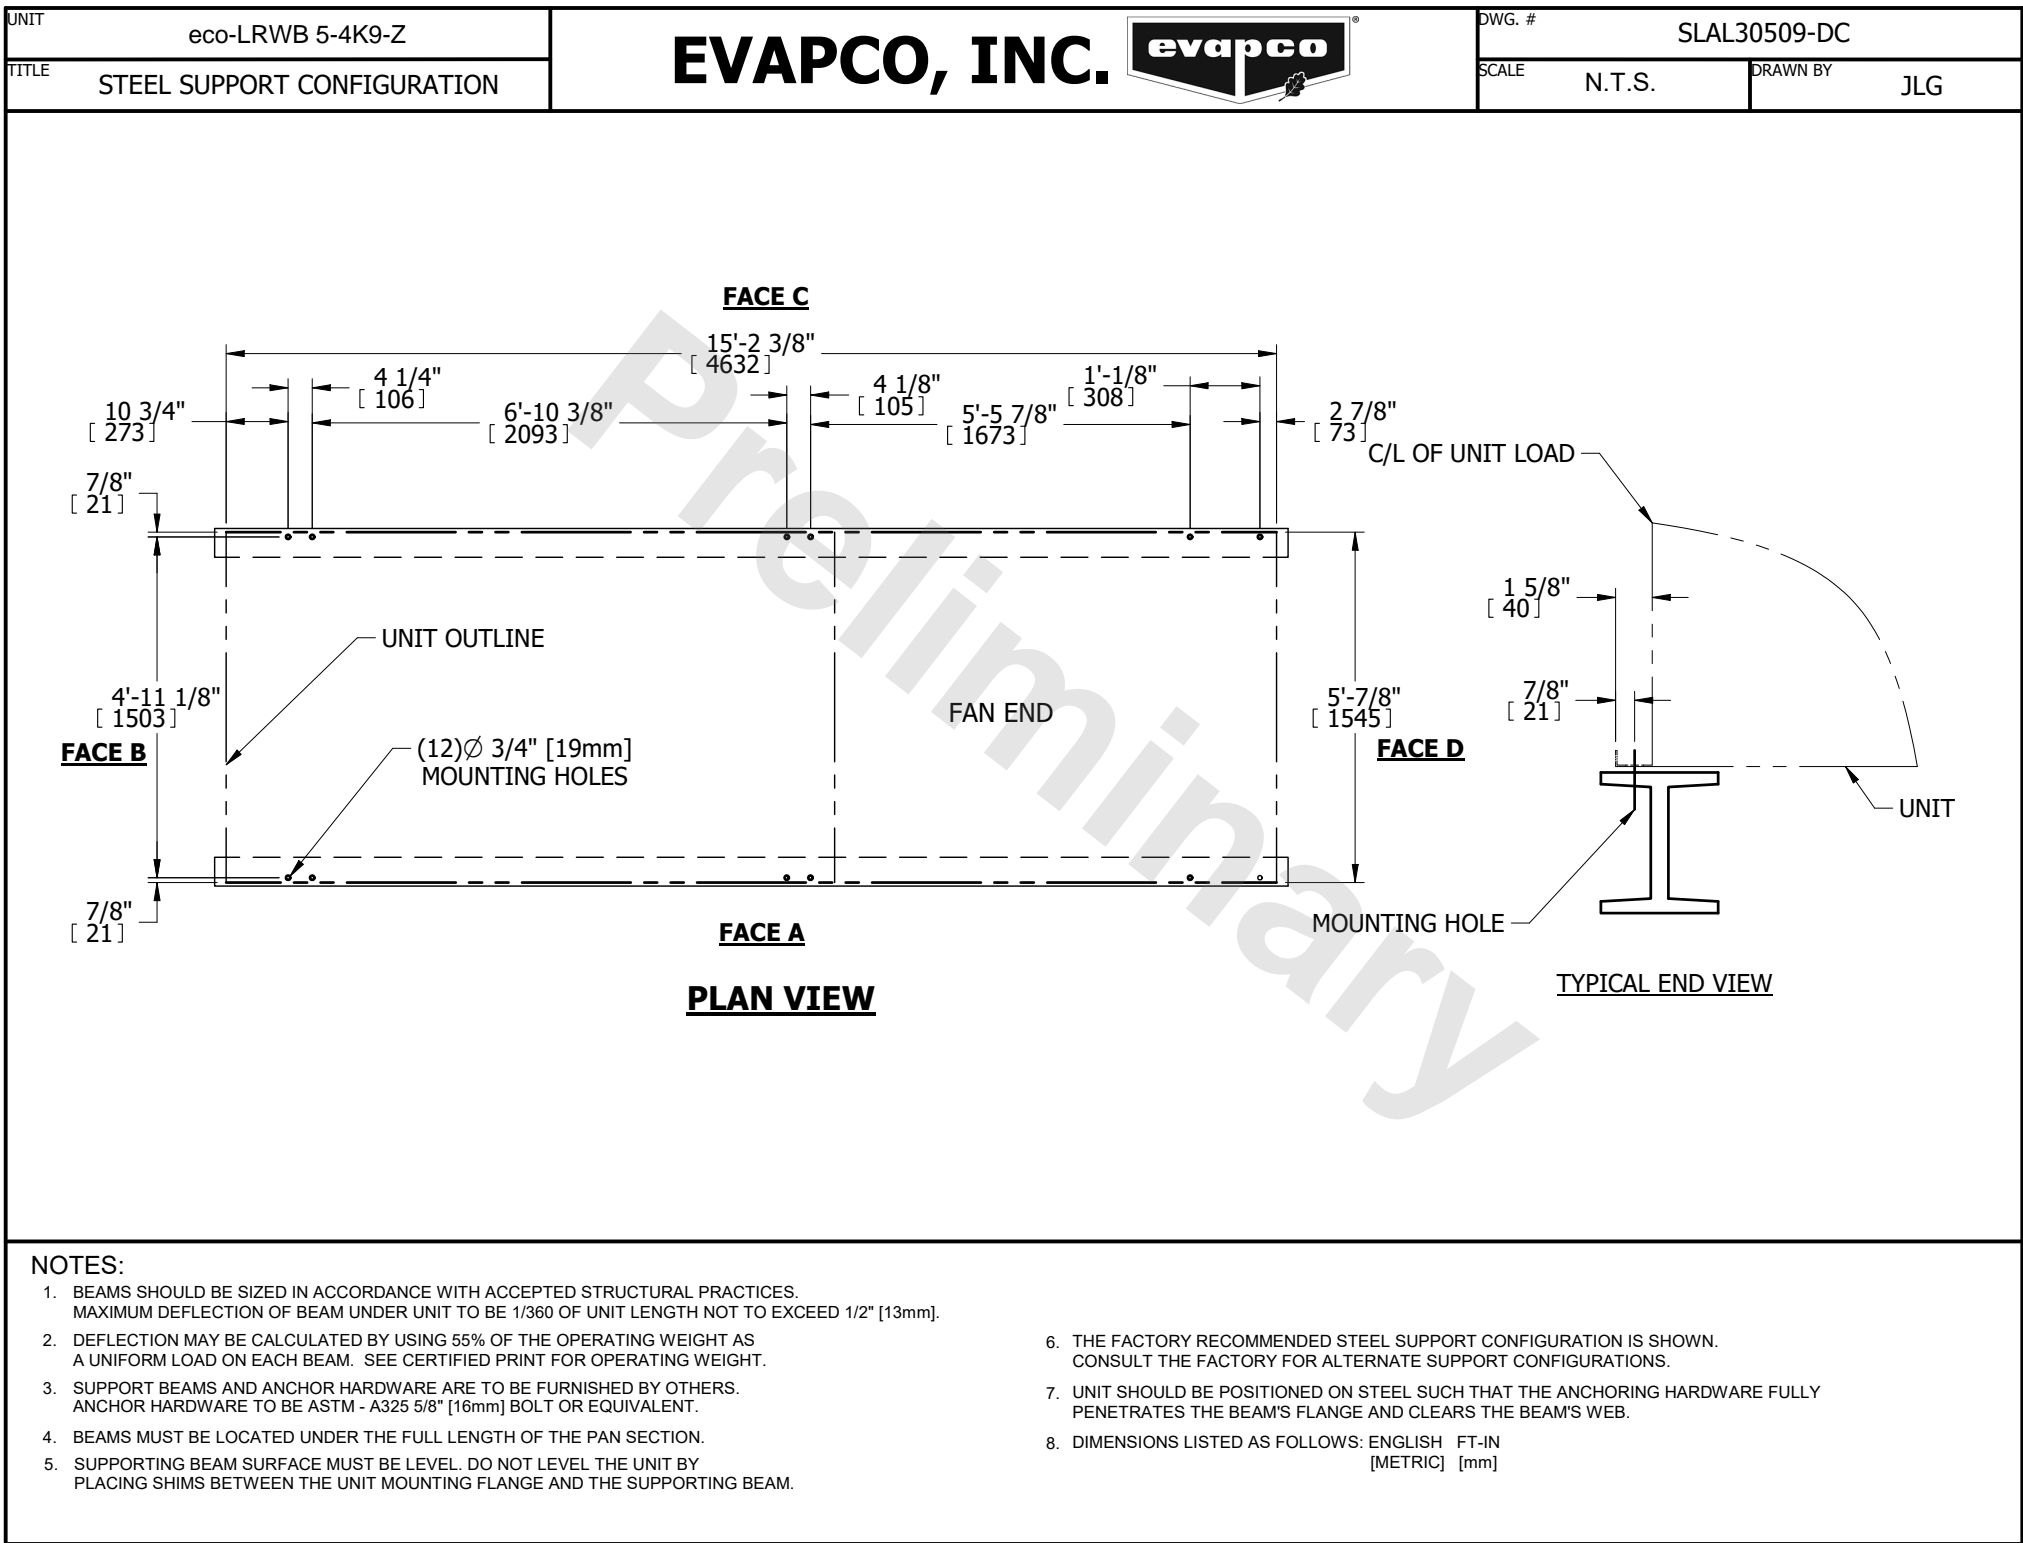 UNIT
eco-LRWB 5-4K9-Z
TITLE
STEEL SUPPORT CONFIGURATION
EVAPCO, INC.
evapco
®
DWG. #
SLAL30509-DC
SCALE
N.T.S.
DRAWN BY
JLG
FACE C
15'-2 3/8"
[ 4632 ]
4 1/4"
[ 106 ]
4 1/8"
[ 105 ]
1'-1/8"
[ 308 ]
10 3/4"
[ 273 ]
6'-10 3/8"
[ 2093 ]
5'-5 7/8"
[ 1673 ]
2 7/8"
[ 73 ]
C/L OF UNIT LOAD
7/8"
[ 21 ]
1 5/8"
[ 40 ]
UNIT OUTLINE
4'-11 1/8"
[ 1503 ]
FAN END
5'-7/8"
[ 1545 ]
7/8"
[ 21 ]
FACE B
(12)Ø 3/4" [19mm]
MOUNTING HOLES
FACE D
UNIT
7/8"
[ 21 ]
FACE A
MOUNTING HOLE
PLAN VIEW
TYPICAL END VIEW
Preliminary
NOTES:
1. BEAMS SHOULD BE SIZED IN ACCORDANCE WITH ACCEPTED STRUCTURAL PRACTICES.
MAXIMUM DEFLECTION OF BEAM UNDER UNIT TO BE 1/360 OF UNIT LENGTH NOT TO EXCEED 1/2" [13mm].
2. DEFLECTION MAY BE CALCULATED BY USING 55% OF THE OPERATING WEIGHT AS
A UNIFORM LOAD ON EACH BEAM. SEE CERTIFIED PRINT FOR OPERATING WEIGHT.
3. SUPPORT BEAMS AND ANCHOR HARDWARE ARE TO BE FURNISHED BY OTHERS.
ANCHOR HARDWARE TO BE ASTM - A325 5/8" [16mm] BOLT OR EQUIVALENT.
4. BEAMS MUST BE LOCATED UNDER THE FULL LENGTH OF THE PAN SECTION.
5. SUPPORTING BEAM SURFACE MUST BE LEVEL. DO NOT LEVEL THE UNIT BY
PLACING SHIMS BETWEEN THE UNIT MOUNTING FLANGE AND THE SUPPORTING BEAM.
6. THE FACTORY RECOMMENDED STEEL SUPPORT CONFIGURATION IS SHOWN.
CONSULT THE FACTORY FOR ALTERNATE SUPPORT CONFIGURATIONS.
7. UNIT SHOULD BE POSITIONED ON STEEL SUCH THAT THE ANCHORING HARDWARE FULLY
PENETRATES THE BEAM'S FLANGE AND CLEARS THE BEAM'S WEB.
8. DIMENSIONS LISTED AS FOLLOWS: ENGLISH FT-IN
[METRIC] [mm]